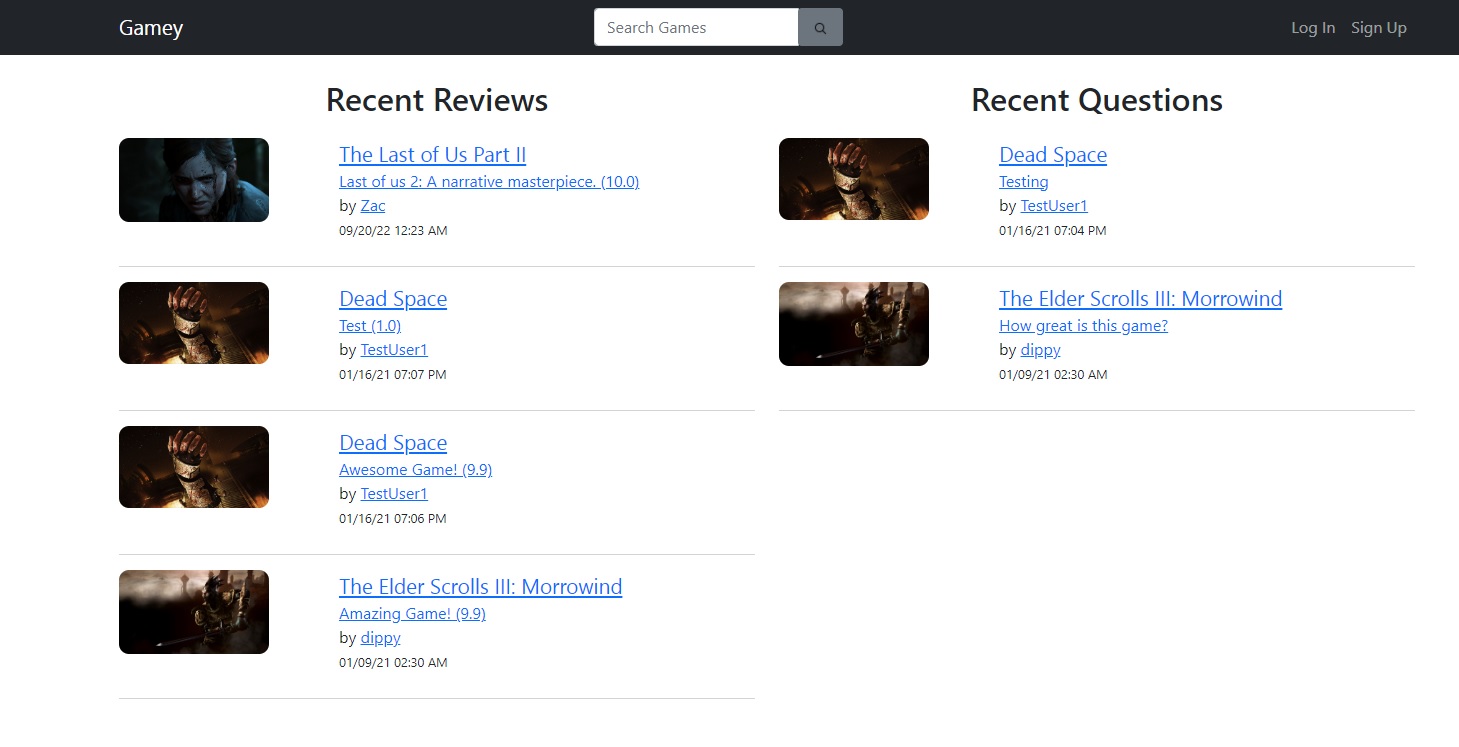 Gamey
Search Games
Log In
Sign Up
Recent Reviews
The Last of Us Part II
Last of us 2: A narrative masterpiece. (10.0)
by Zac
09/20/22 12:23 AM
Dead Space
Test (1.0)
by TestUser1
01/16/21 07:07 PM
Dead Space
Awesome Game! (9.9)
by TestUser1
01/16/21 07:06 PM
The Elder Scrolls III: Morrowind
Amazing Game! (9.9)
by dippy
01/09/21 02:30 AM
Recent Questions
Dead Space
Testing
by TestUser1
01/16/21 07:04 PM
The Elder Scrolls III: Morrowind
How great is this game?
by dippy
01/09/21 02:30 AM